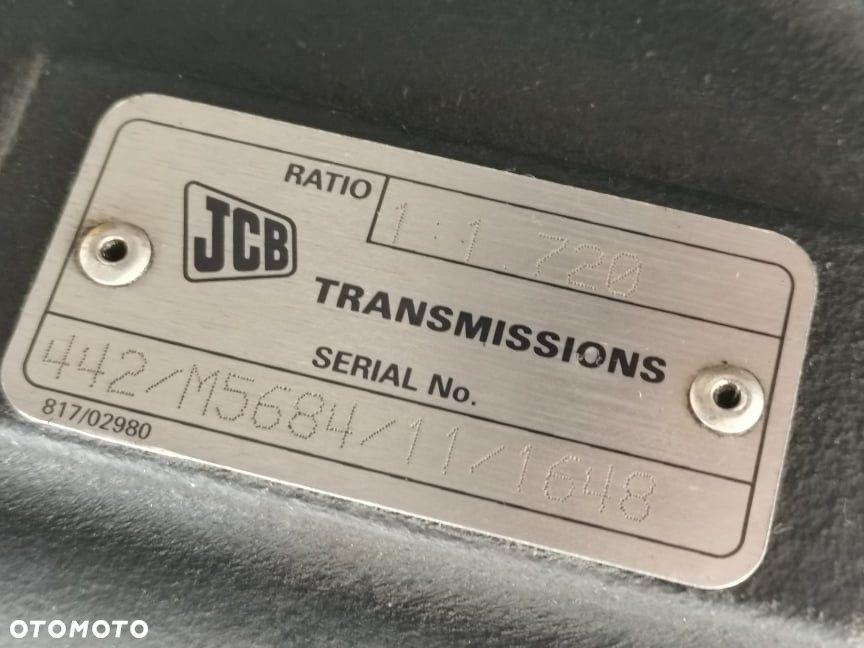 RATIO
1:1.720
JCB
TRANSMISSIONS
SERIAL No.
442/M5684/11/1648
817/02980
OTOMOTO